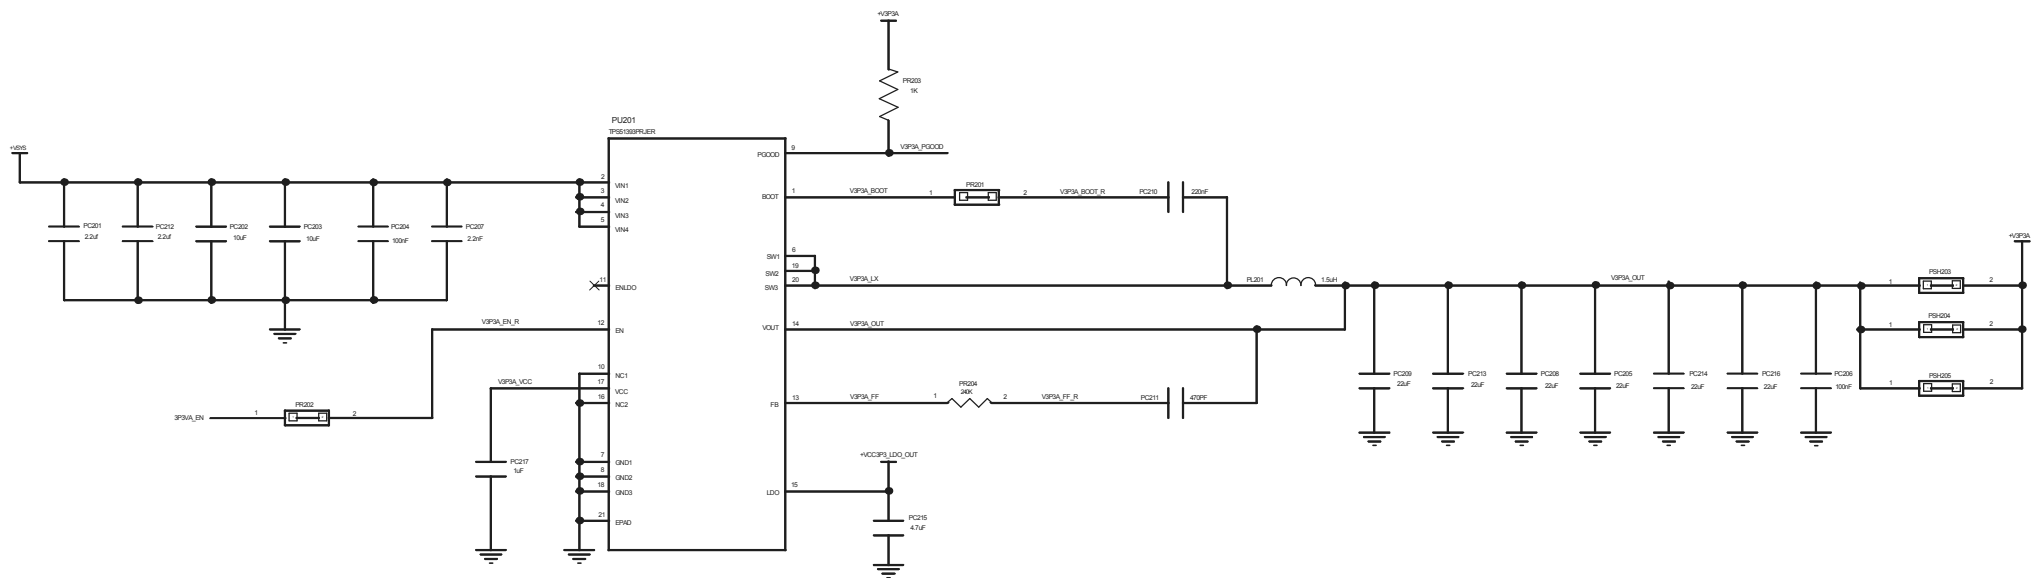 +V3P3A
PR203
1K
PU201
TPS51393PRJER
+VSYS
PGOOD
9
V3P3A_PGOOD
2
VIN1
3
VIN2
4
VIN3
5
VIN4
1
BOOT
V3P3A_BOOT
1
PR201
2
V3P3A_BOOT_R
PC210
220nF
PC201
2.2uf
PC212
2.2uf
PC202
10uF
PC203
10uF
PC204
100nF
PC207
2.2nF
+V3P3A
SW1
6
SW2
19
SW3
20
V3P3A_LX
PL201
1.5uH
V3P3A_OUT
1
PSH203
2
11
ENLDO
V3P3A_EN_R
12
EN
VOUT
14
V3P3A_OUT
1
PSH204
2
10
NC1
V3P3A_VCC
17
VCC
16
NC2
PC209
22uF
PC213
22uF
PC208
22uF
PC205
22uF
PC214
22uF
PC216
22uF
PC206
100nF
1
PSH205
2
FB
13
V3P3A_FF
1
PR204
240K
2
V3P3A_FF_R
PC211
470PF
3P3VA_EN
1
PR202
2
PC217
1uF
7
GND1
8
GND2
18
GND3
21
EPAD
+VCC3P3_LDO_OUT
LDO
15
PC215
4.7uF